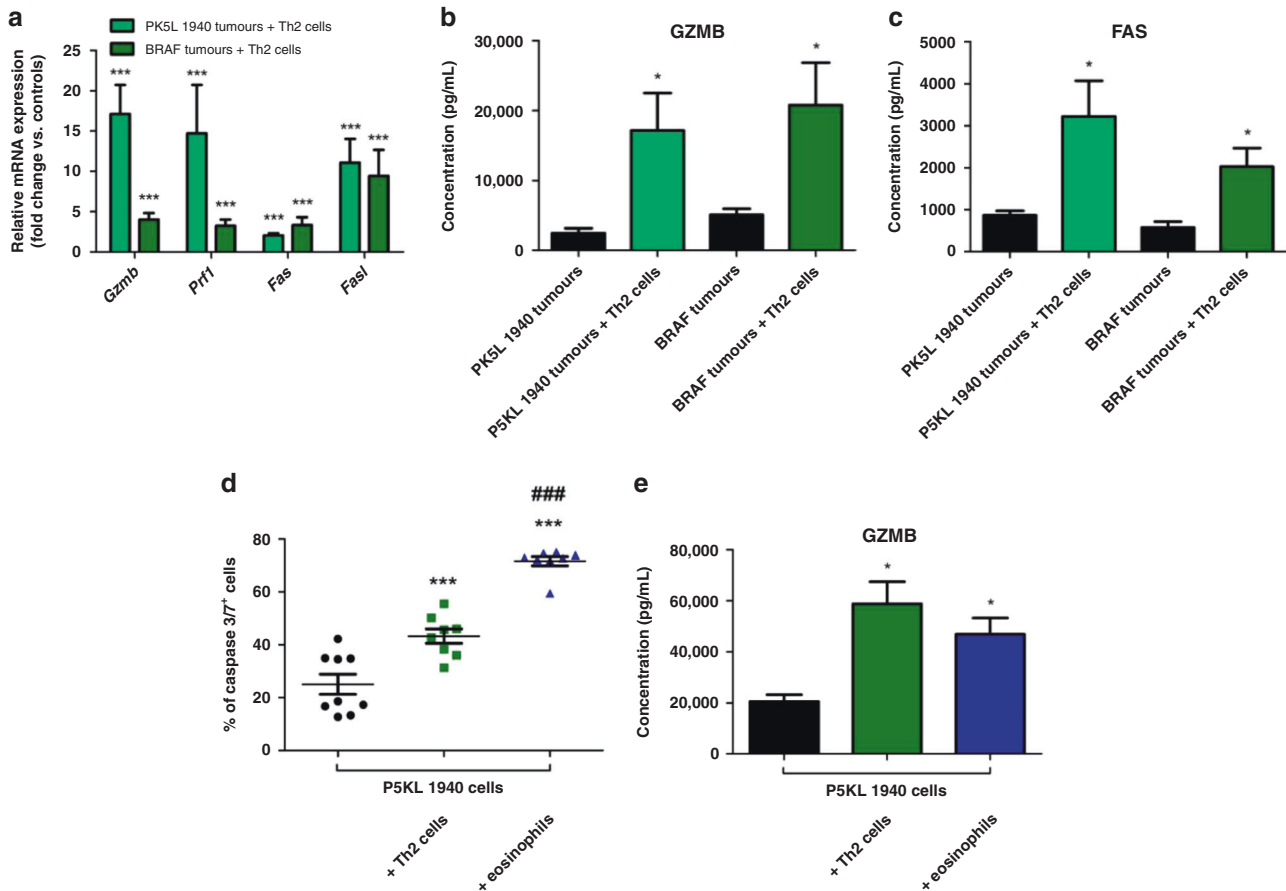 a
PK5L 1940 tumours + Th2 cells
BRAF tumours + Th2 cells
Relative mRNA expression
(fold change vs. controls)
25
20
15
10
5
0
***
***
***
***
***
***
***
***
Gzmb
Prf1
Fas
Fasl
b
GZMB
Concentration (pg/mL)
30,000
20,000
10,000
0
*
*
PK5L 1940 tumours
P5KL 1940 tumours + Th2 cells
BRAF tumours
BRAF tumours + Th2 cells
c
FAS
Concentration (pg/mL)
5000
4000
3000
2000
1000
0
*
*
PK5L 1940 tumours
P5KL 1940 tumours + Th2 cells
BRAF tumours
BRAF tumours + Th2 cells
d
% of caspase 3/7+ cells
80
60
40
20
0
***
###
***
P5KL 1940 cells
+ Th2 cells
+ eosinophils
e
GZMB
Concentration (pg/mL)
80,000
60,000
40,000
20,000
0
*
*
P5KL 1940 cells
+ Th2 cells
+ eosinophils